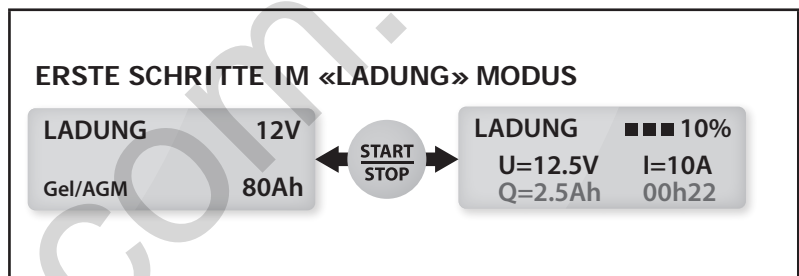 ERSTE SCHRITTE IM «LADUNG» MODUS
LADUNG 12V
Gel/AGM 80Ah
START
STOP
LADUNG 10%
U=12.5V I=10A
Q=2.5Ah 00h22
com.